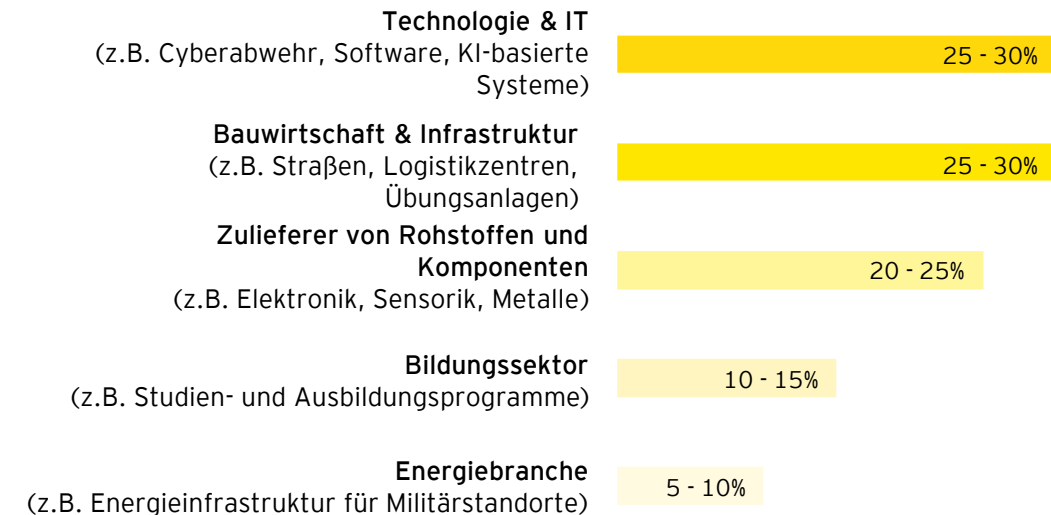 Technologie & IT
(z.B. Cyberabwehr, Software, KI-basierte
Systeme)
25 - 30%
Bauwirtschaft & Infrastruktur
(z.B. Straßen, Logistikzentren,
Übungsanlagen)
25 - 30%
Zulieferer von Rohstoffen und
Komponenten
(z.B. Elektronik, Sensorik, Metalle)
20 - 25%
Bildungssektor
(z.B. Studien- und Ausbildungsprogramme)
10 - 15%
Energiebranche
(z.B. Energieinfrastruktur für Militärstandorte)
5 - 10%